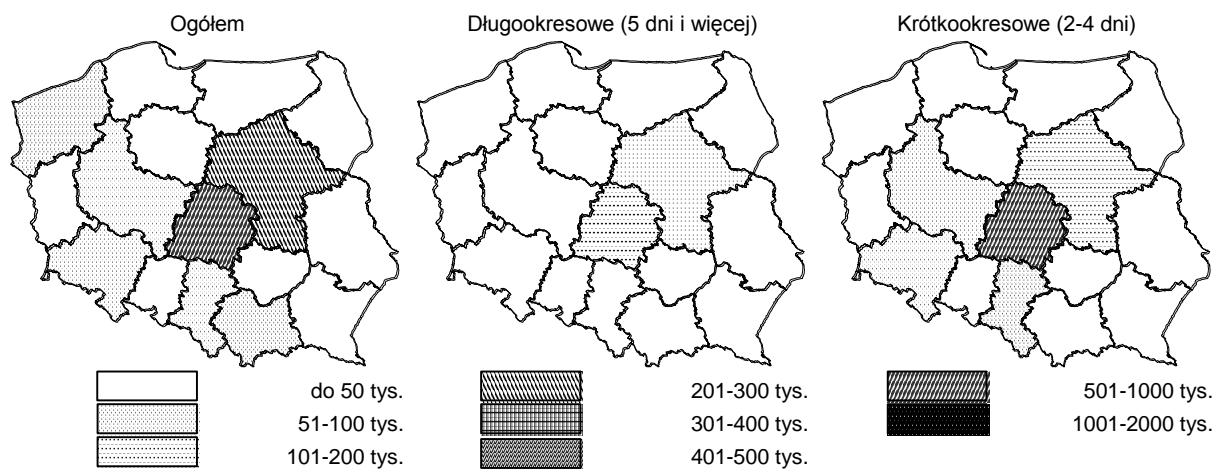 Ogółem
Długookresowe (5 dni i więcej)
Krótkookresowe (2-4 dni)
do 50 tys.
51-100 tys.
101-200 tys.
201-300 tys.
301-400 tys.
401-500 tys.
501-1000 tys.
1001-2000 tys.